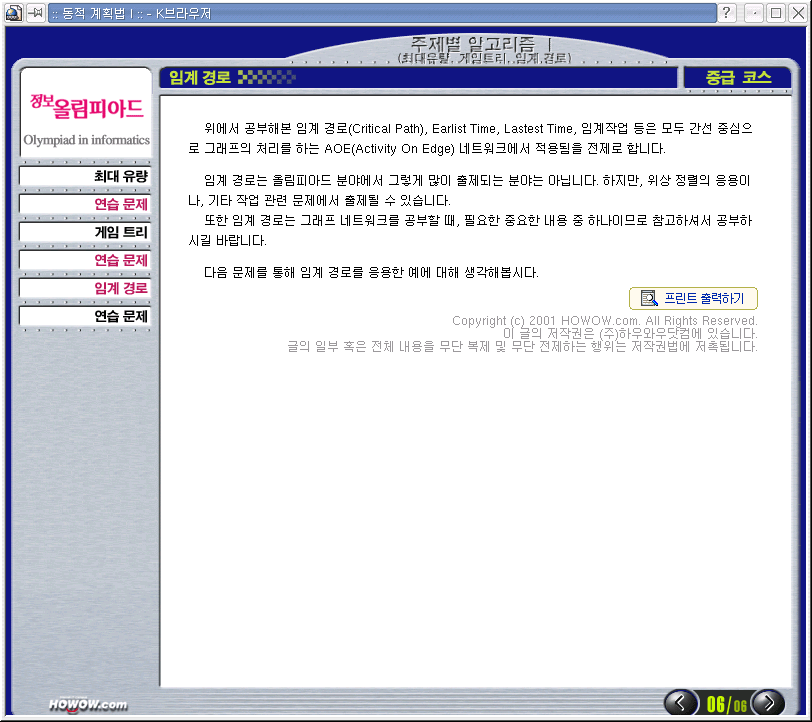 :: 동적 계획법 I :: - K브라우저
주제별 알고리즘 I
(최대유량, 게임트리, 임계.경로)
임계 경로
중급 코스
정보올림피아드
Olympiad in informatics
최대 유량
연습 문제
게임 트리
연습 문제
임계 경로
연습 문제
위에서 공부해본 임계 경로(Critical Path), Earlist Time, Lastest Time, 임계작업 등은 모두 간선 중심으
로 그래프의 처리를 하는 AOE(Activity On Edge) 네트워크에서 적용됨을 전제로 합니다.
임계 경로는 올림피아드 분야에서 그렇게 많이 출제되는 분야는 아닙니다. 하지만, 위상 정렬의 응용이
나, 기타 작업 관련 문제에서 출제될 수 있습니다.
또한 임계 경로는 그래프 네트워크를 공부할 때, 필요한 중요한 내용 중 하나이므로 참고하셔서 공부하
시길 바랍니다.
다음 문제를 통해 임계 경로를 응용한 예에 대해 생각해봅시다.
프린트 출력하기
Copyright (c) 2001 HOWOW.com. All Rights Reserved.
이 글의 저작권은 (주)하우와우닷컴에 있습니다.
글의 일부 혹은 전체 내용을 무단 복제 및 무단 전제하는 행위는 저작권법에 저촉됩니다.
HOWOW.com
06/06